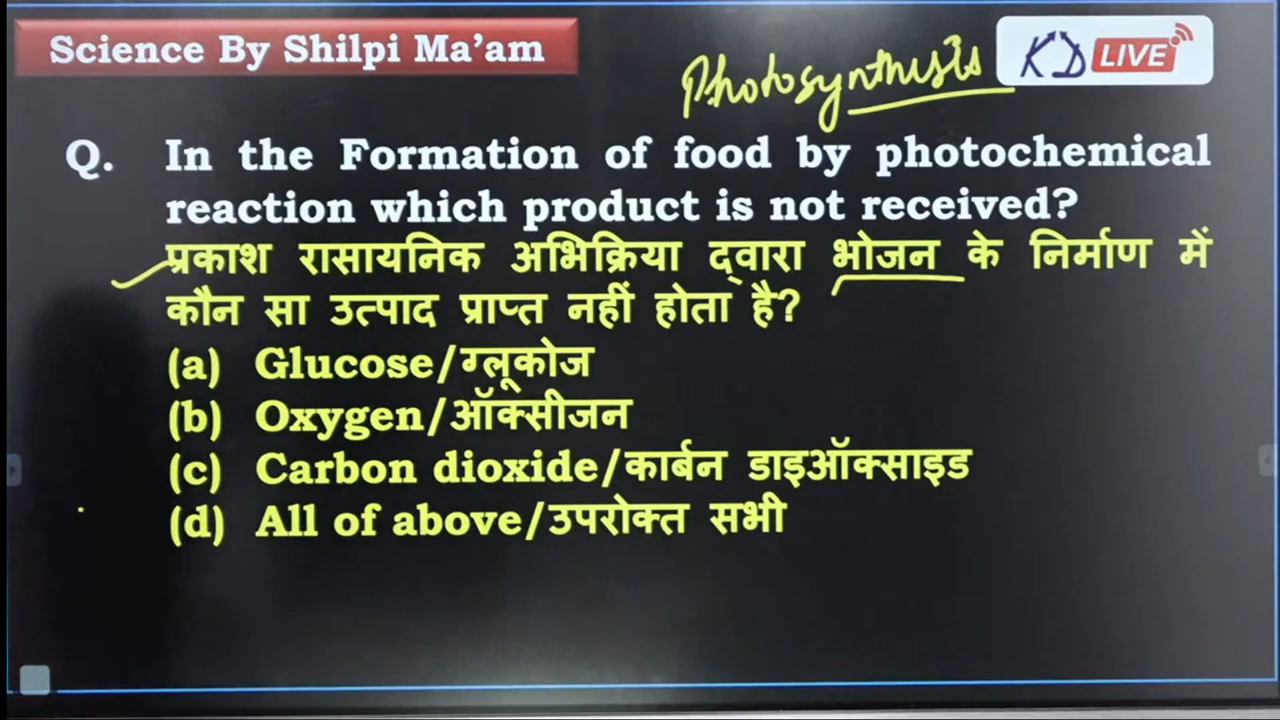 Science By Shilpi Ma'am
Photosynthesis
KD LIVE
Q. In the Formation of food by photochemical
reaction which product is not received?
प्रकाश रासायनिक अभिक्रिया द्वारा भोजन के निर्माण में
कौन सा उत्पाद प्राप्त नहीं होता है?
(a) Glucose/ग्लूकोज
(b) Oxygen/ऑक्सीजन
(c) Carbon dioxide/कार्बन डाइऑक्साइड
(d) All of above/उपरोक्त सभी